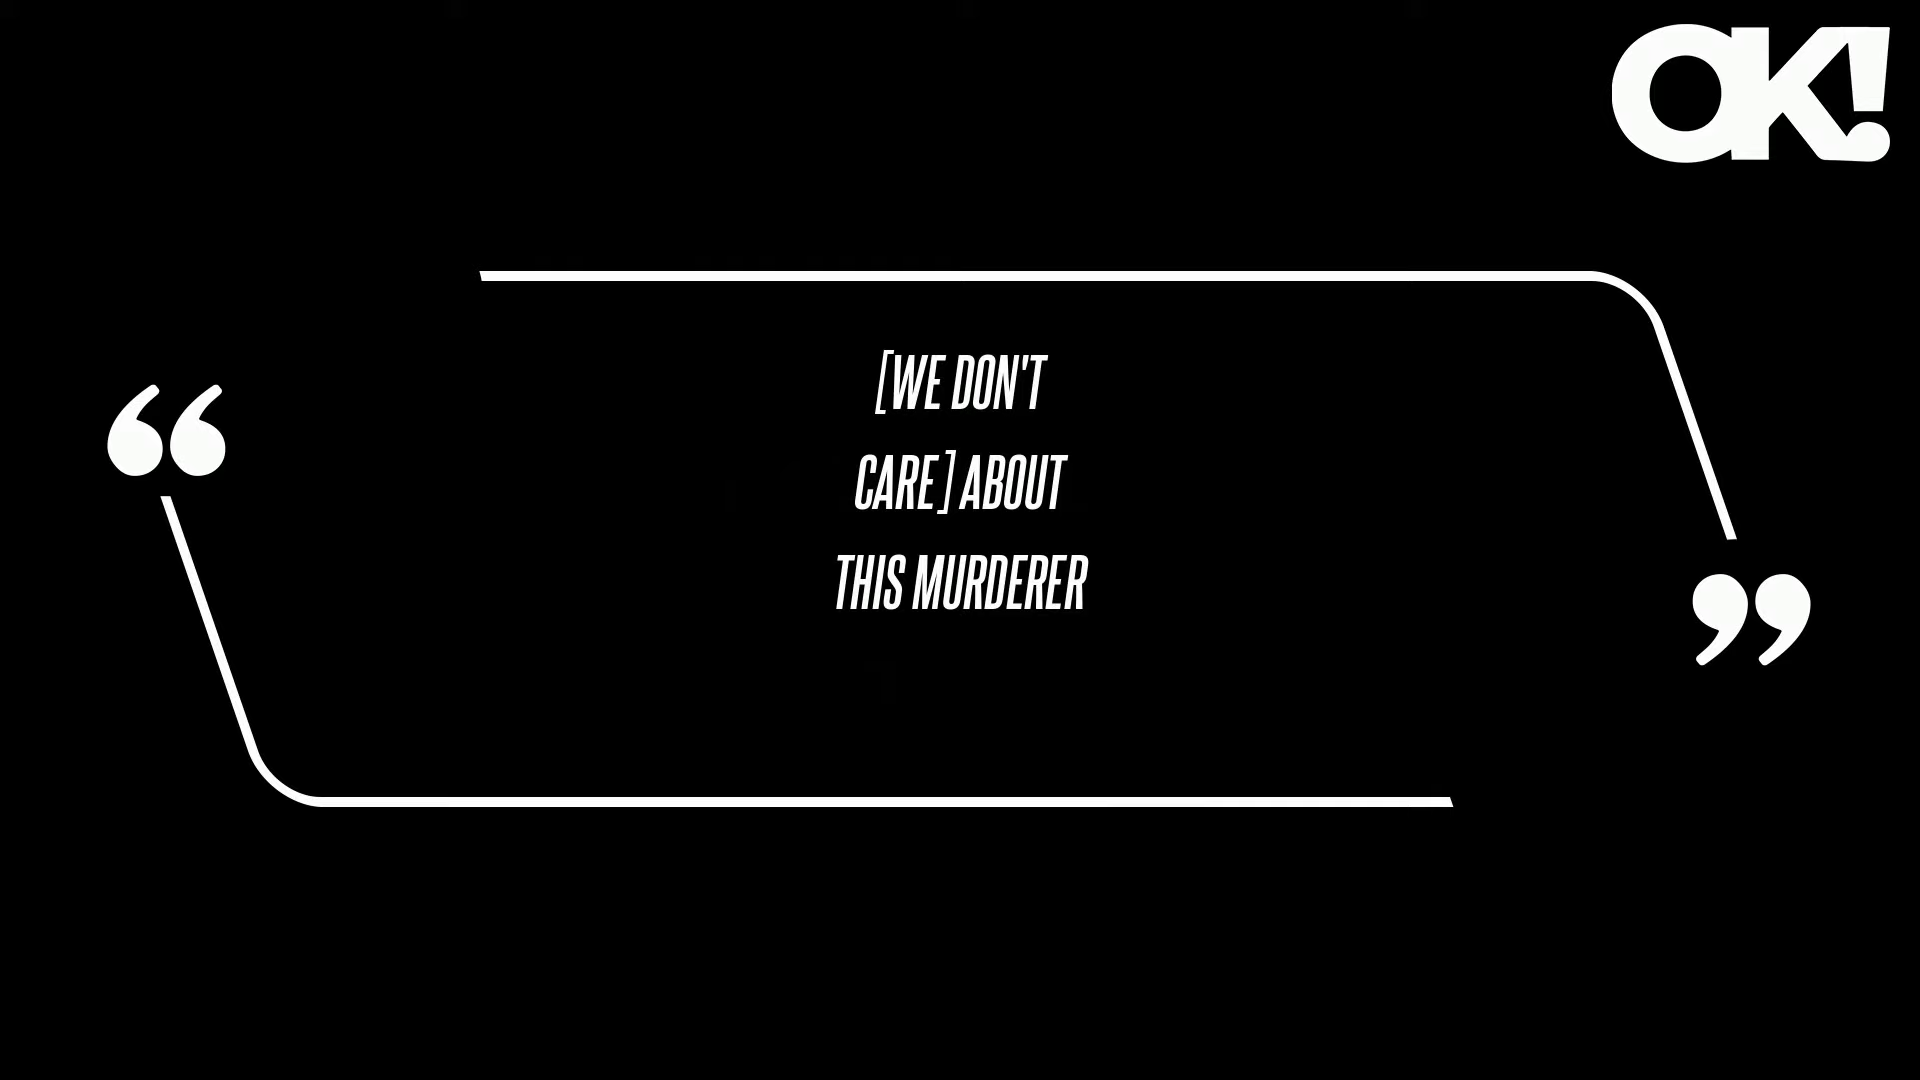 OK!
“
[WE DON'T
CARE] ABOUT
THIS MURDERER
”